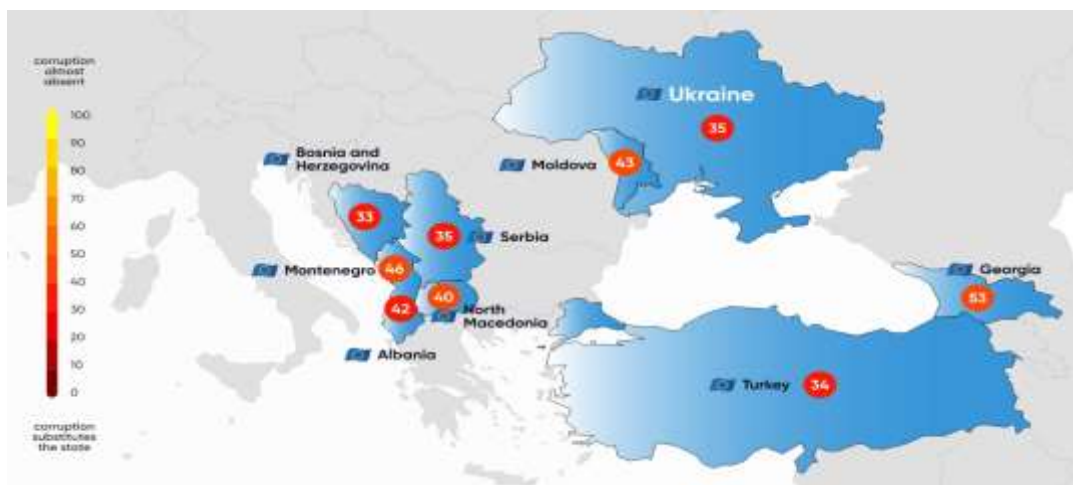 corruption
almost
absent
100
90
80
70
60
50
40
30
20
10
0
corruption
substitutes
the state
Ukraine
35
Moldova
43
Bosnia and
Herzegovina
33
35
Serbia
Montenegro
46
40
North
Macedonia
42
Albania
Georgia
53
Turkey
34